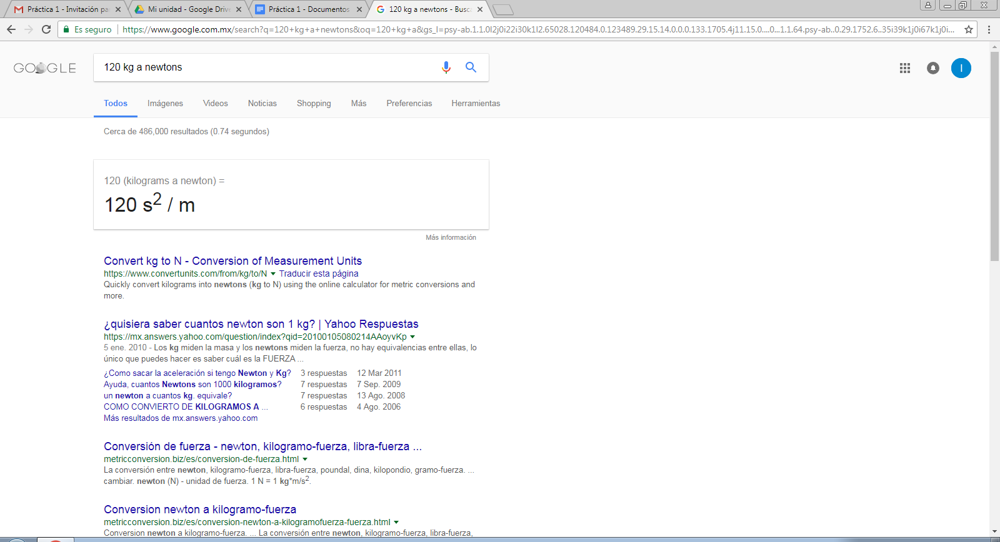 Práctica 1 - Invitación pa
Mi unidad - Google Drive
Práctica 1 - Documentos
120 kg a newtons - Busc
Es seguro
https://www.google.com.mx/search?q=120+kg+a+newtons&oq=120+kg+a&gs_l=psy-ab.1.1.0l2j0i22i30k1l2.65028.120484.0.123489.29.15.14.0.0.0.133.1705.4j11.15.0....0...1.1.64.psy-ab..0.29.1752.6..35i39k1j0i67k1j0i...
GOOGLE
120 kg a newtons
I
Todos Imágenes Videos Noticias Shopping Más Preferencias Herramientas
Cerca de 486,000 resultados (0.74 segundos)
120 (kilograms a newton) =
120 s2 / m
Más información
Convert kg to N - Conversion of Measurement Units
https://www.convertunits.com/from/kg/to/N Traducir esta página
Quickly convert kilograms into newtons (kg to N) using the online calculator for metric conversions and
more.
¿quisiera saber cuantos newton son 1 kg? | Yahoo Respuestas
https://mx.answers.yahoo.com/question/index?qid=20100105080214AAoyvKp
5 ene. 2010 - Los kg miden la masa y los newtons miden la fuerza, no hay equivalencias entre ellas, lo
único que puedes hacer es saber cuál es la FUERZA ...
¿Como sacar la aceleración si tengo Newton y Kg? 3 respuestas 12 Mar 2011
Ayuda, cuantos Newtons son 1000 kilogramos? 7 respuestas 7 Sep. 2009
un newton a cuantos kg. equivale? 7 respuestas 13 Ago. 2008
COMO CONVIERTO DE KILOGRAMOS A ... 6 respuestas 4 Ago. 2006
Más resultados de mx.answers.yahoo.com
Conversión de fuerza - newton, kilogramo-fuerza, libra-fuerza ...
metricconversion.biz/es/conversion-de-fuerza.html
La conversión entre newton, kilogramo-fuerza, libra-fuerza, poundal, dina, kilopondio, gramo-fuerza. ...
cambiar. newton (N) - unidad de fuerza. 1 N = 1 kg*m/s2.
Conversion newton a kilogramo-fuerza
metricconversion.biz/es/conversion-newton-a-kilogramofuerza-fuerza.html
Conversion newton a kilogramo-fuerza. ... La conversión entre newton, kilogramo-fuerza, libra-fuerza,